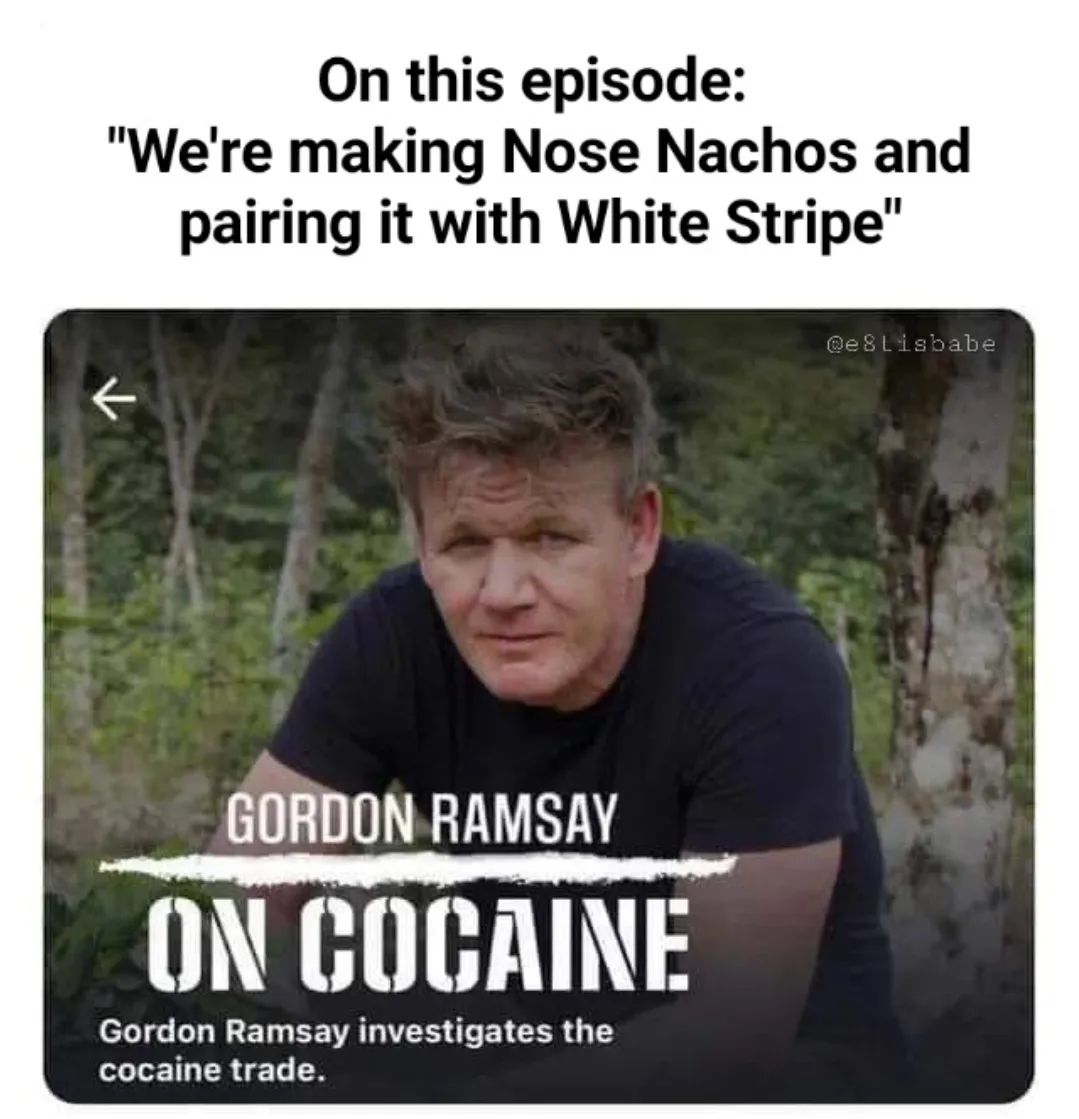 On this episode:
"We're making Nose Nachos and
pairing it with White Stripe"
@e8Lisbabe
GORDON RAMSAY
ON COCAINE
Gordon Ramsay investigates the
cocaine trade.